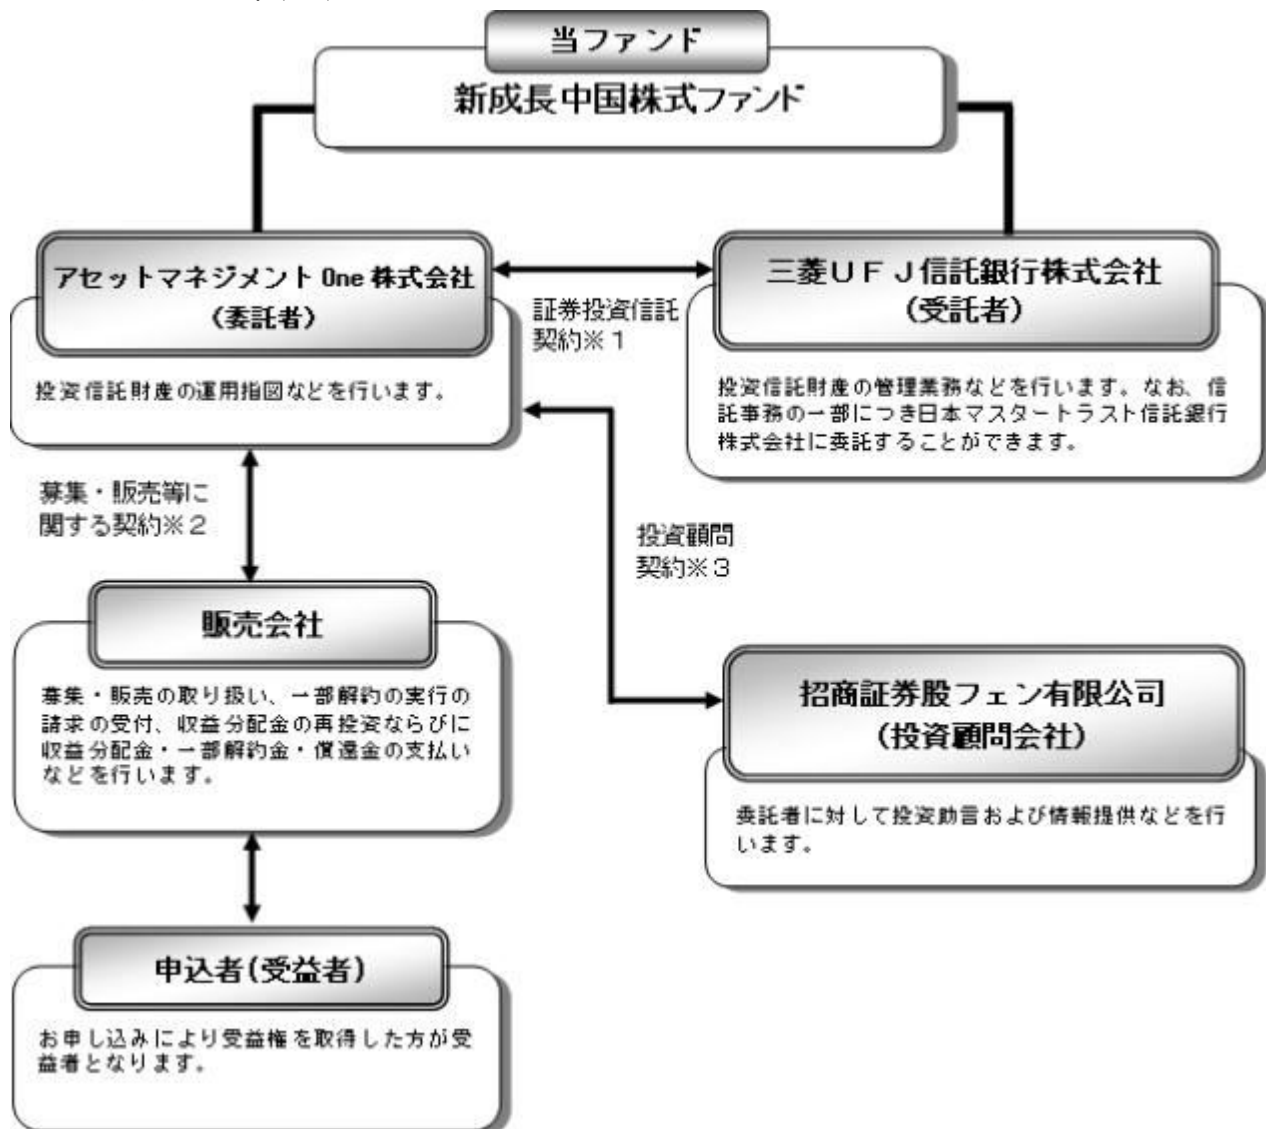 当ファンド
新成長中国株式ファンド
アセットマネジメント One 株式会社
（委託者）
投資信託財産の運用指図などを行います。
証券投資信託
契約※１
三菱ＵＦＪ信託銀行株式会社
（受託者）
投資信託財産の管理業務などを行います。なお、信
託事務の一部につき日本マスタートラスト信託銀行
株式会社に委託することができます。
募集・販売等に
関する契約※２
投資顧問
契約※３
販売会社
募集・販売の取り扱い、一部解約の実行の
請求の受付、収益分配金の再投資ならびに
収益分配金・一部解約金・償還金の支払い
などを行います。
招商証券股フェン有限公司
（投資顧問会社）
委託者に対して投資助言および情報提供などを行
います。
申込者（受益者）
お申し込みにより受益権を取得した方が受
益者となります。